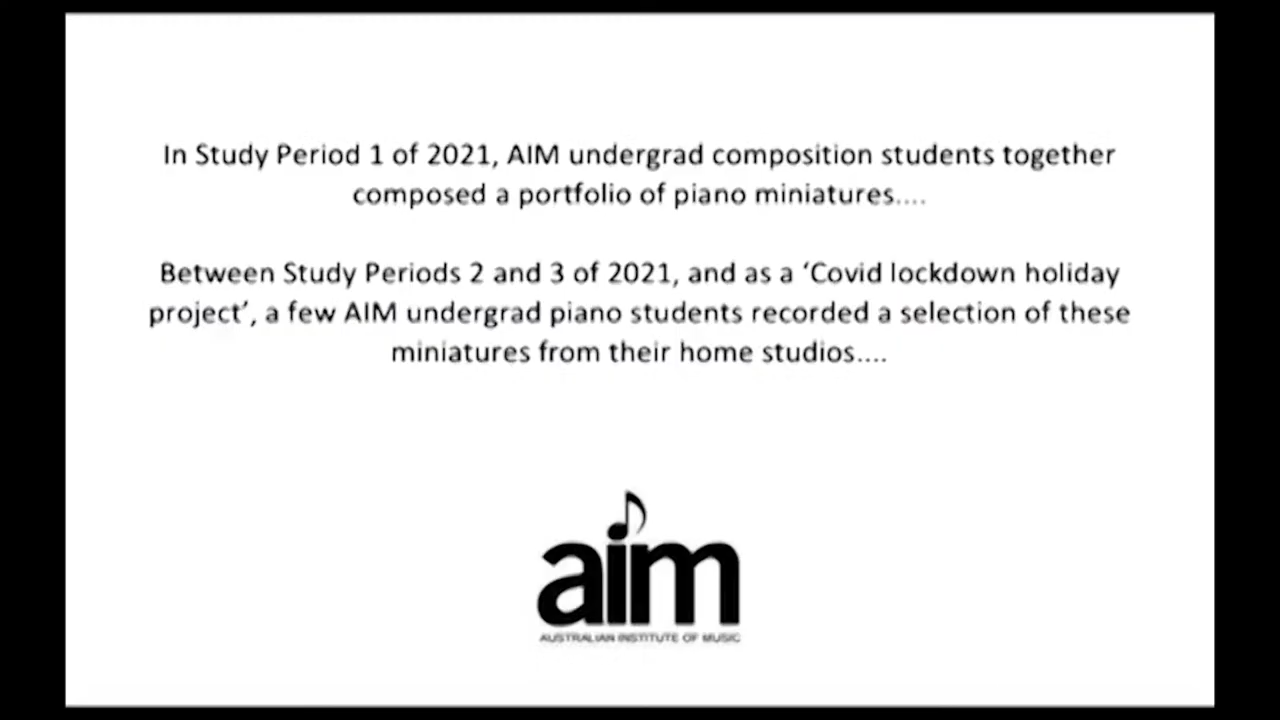 In Study Period 1 of 2021, AIM undergrad composition students together
composed a portfolio of piano miniatures....
Between Study Periods 2 and 3 of 2021, and as a ‘Covid lockdown holiday
project’, a few AIM undergrad piano students recorded a selection of these
miniatures from their home studios....
aim
AUSTRALIAN INSTITUTE OF MUSIC